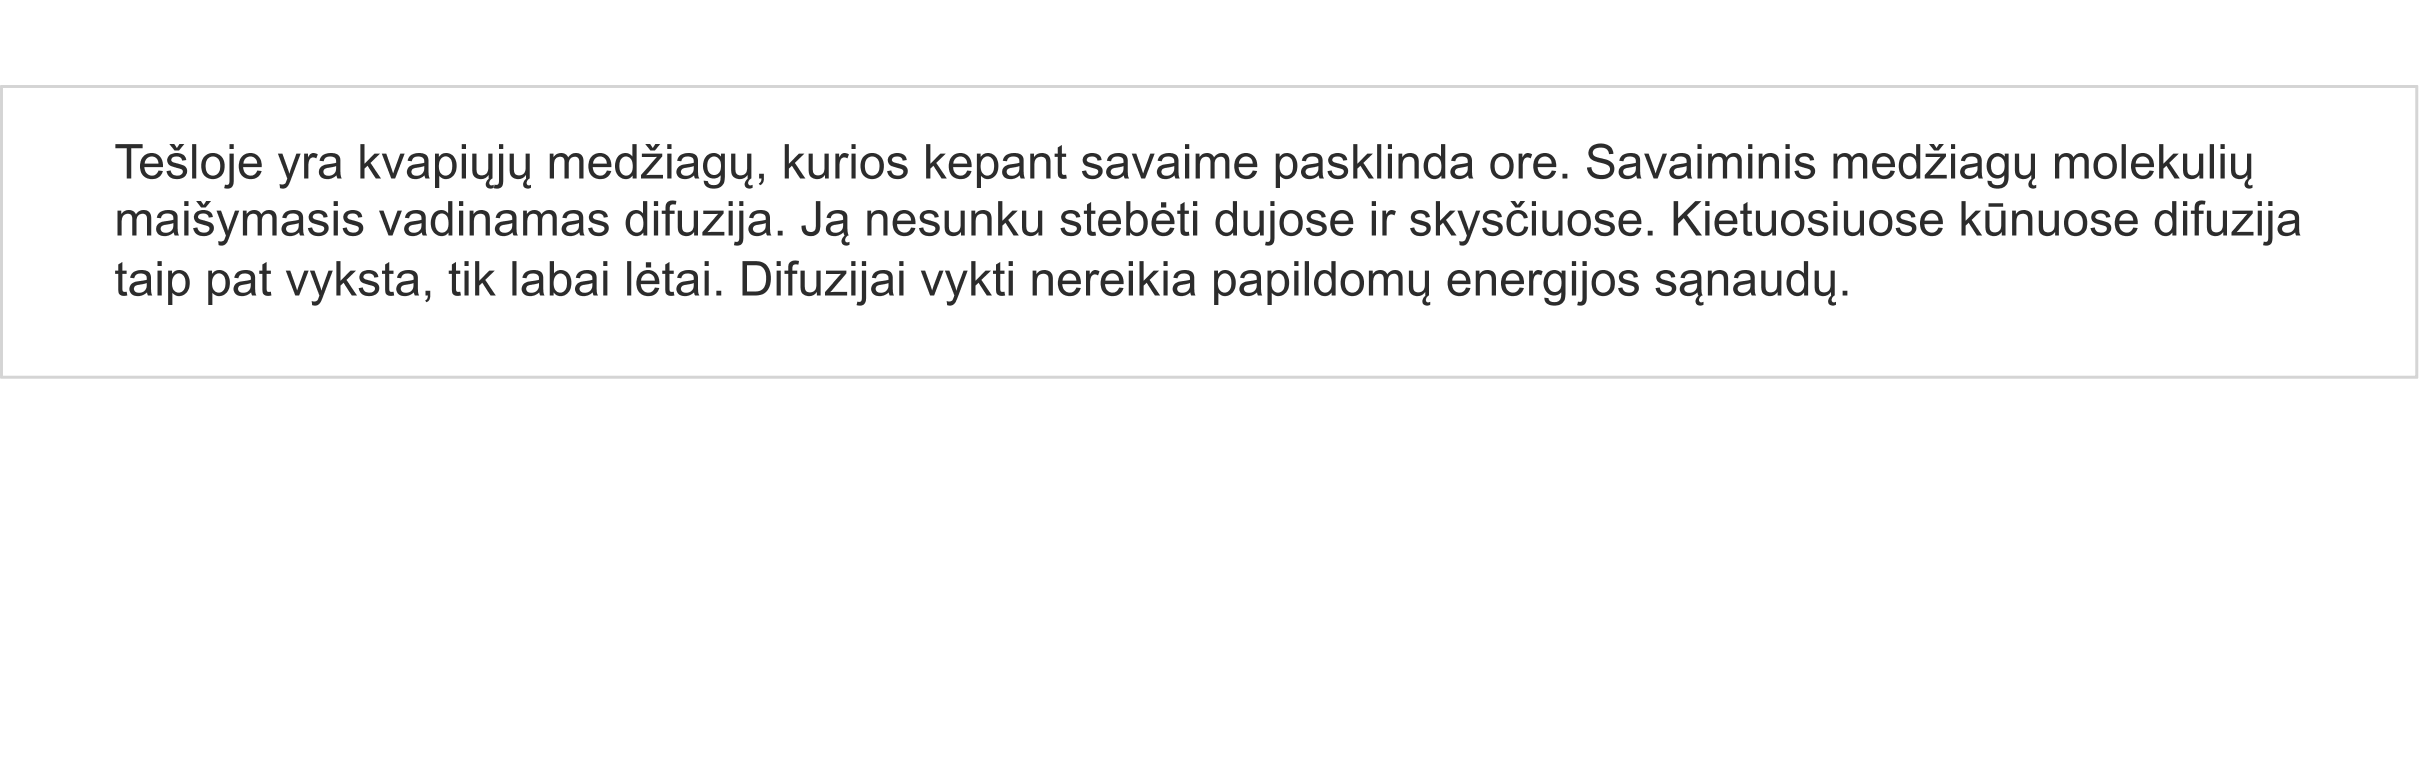 Tešloje yra kvapiųjų medžiagų, kurios kepant savaime pasklinda ore. Savaiminis medžiagų molekulių
maišymasis vadinamas difuzija. Ją nesunku stebėti dujose ir skysčiuose. Kietuosiuose kūnuose difuzija
taip pat vyksta, tik labai lėtai. Difuzijai vykti nereikia papildomų energijos sąnaudų.